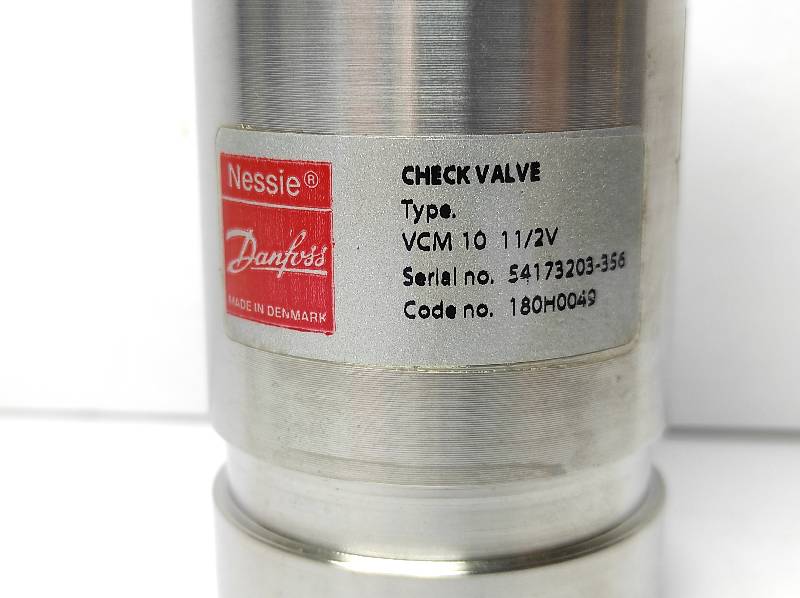 Nessie®
Danfoss
MADE IN DENMARK
CHECK VALVE
Type.
VCM 10 11/2V
Serial no. 54173203-356
Code no. 180H0049